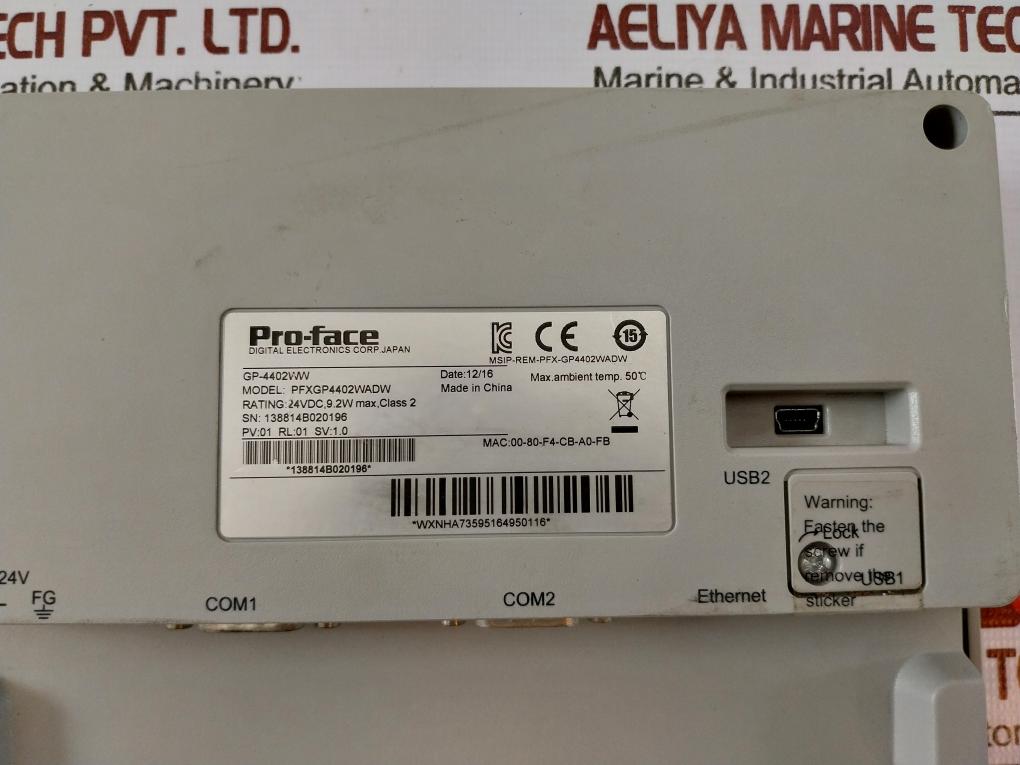 ECH PVT. LTD.
AELIYA MARINE TEC
ation & Machinery
Marine & Industrial Automa
Pro-face
DIGITAL ELECTRONICS CORP.JAPAN
CE
15
MSIP-REM-PFX-GP4402WADW
GP-4402WW
Date:12/16
Max.ambient temp. 50℃
MODEL: PFXGP4402WADW
Made in China
RATING:24VDC,9.2W max,Class 2
SN: 138814B020196
PV:01 RL:01 SV:1.0
MAC:00-80-F4-CB-A0-FB
*138814B020196*
*WXNHA73595164950116*
USB2
Warning:
Fasten the
Lock
screw if
remove the
USB1
sticker
24V
FG
COM1
COM2
Ethernet